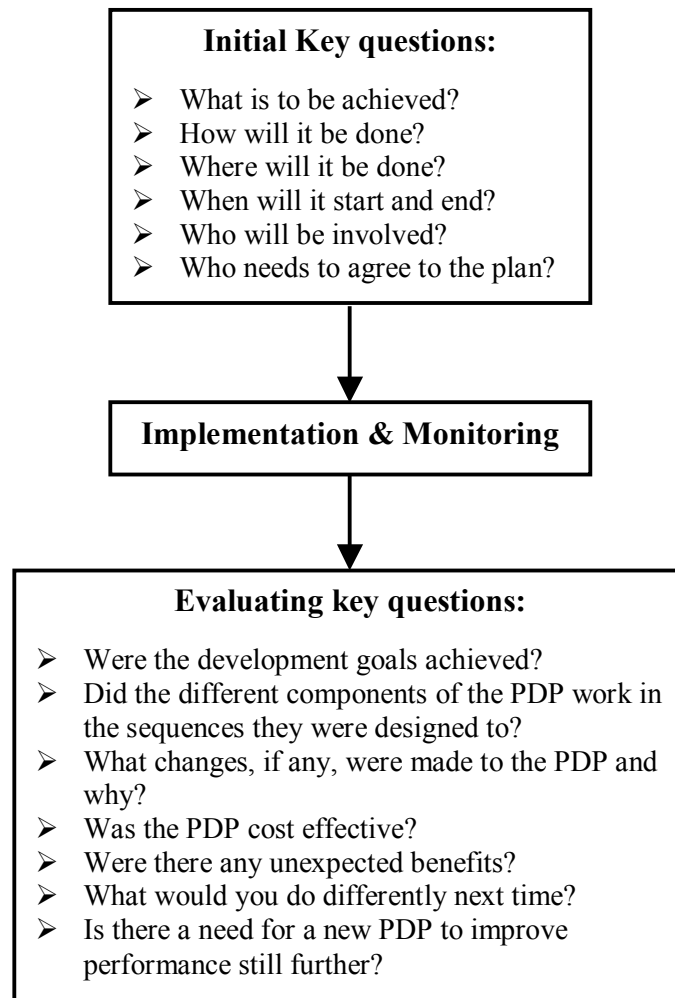 Initial Key questions:
➢ What is to be achieved?
➢ How will it be done?
➢ Where will it be done?
➢ When will it start and end?
➢ Who will be involved?
➢ Who needs to agree to the plan?
Implementation & Monitoring
Evaluating key questions:
➢ Were the development goals achieved?
➢ Did the different components of the PDP work in
the sequences they were designed to?
➢ What changes, if any, were made to the PDP and
why?
➢ Was the PDP cost effective?
➢ Were there any unexpected benefits?
➢ What would you do differently next time?
➢ Is there a need for a new PDP to improve
performance still further?